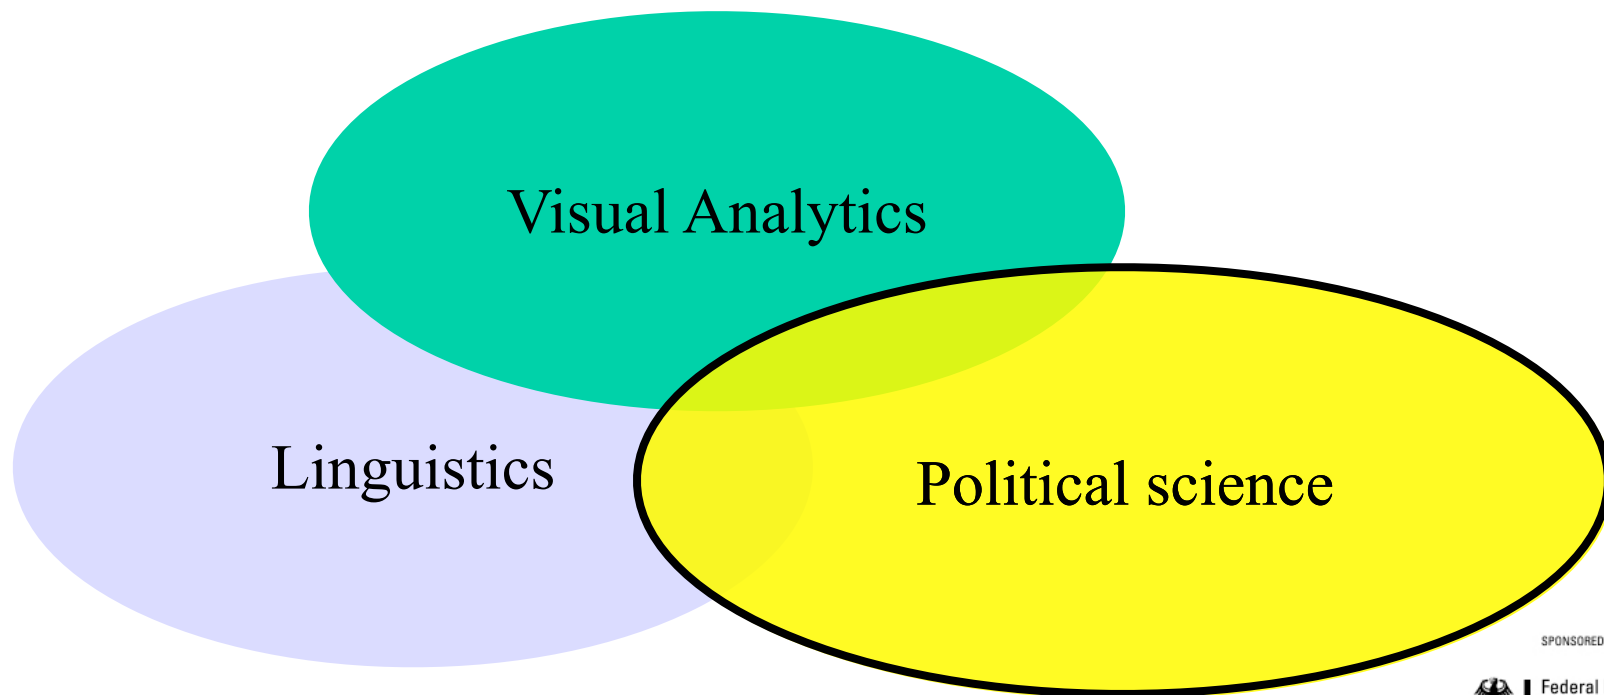 Visual Analytics
Linguistics
Political science
SPONSORED
Federal